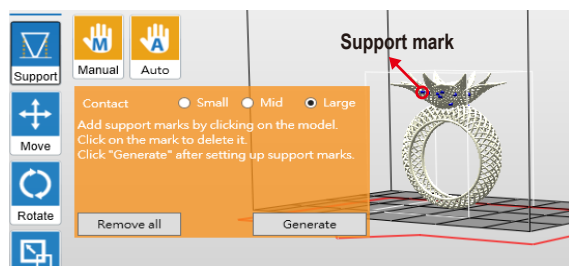 Support
Manual
Auto
Support mark
Contact
Small
Mid
Large
Add support marks by clicking on the model.
Click on the mark to delete it.
Click "Generate" after setting up support marks.
Move
Rotate
Remove all
Generate